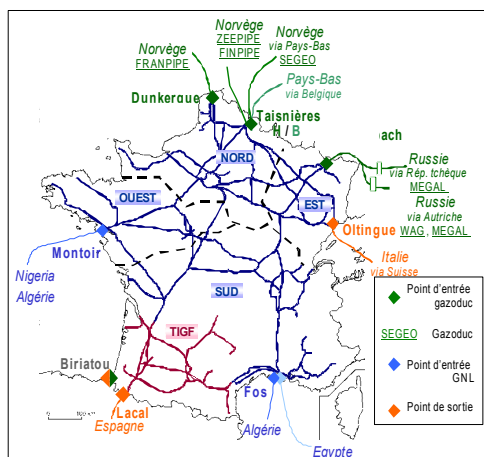 Norvège
FRANPIPE
Norvège
ZEEPIPE
FINPIPE
Norvège
via Pays-Bas
SEGEO
Pays-Bas
via Belgique
Dunkerque
Taisnières
H / B
NORD
bach
Russie
via Rép. tchèque
MEGAL
Russie
via Autriche
WAG, MEGAL
OUEST
EST
Oltingue
Italie
via Suisse
Montoir
Nigeria
Algérie
SUD
TIGF
Biriatou
Lacal
Espagne
Fos
Algérie
Egypte
Point d'entrée
gazoduc
SEGEO Gazoduc
Point d'entrée
GNL
Point de sortie